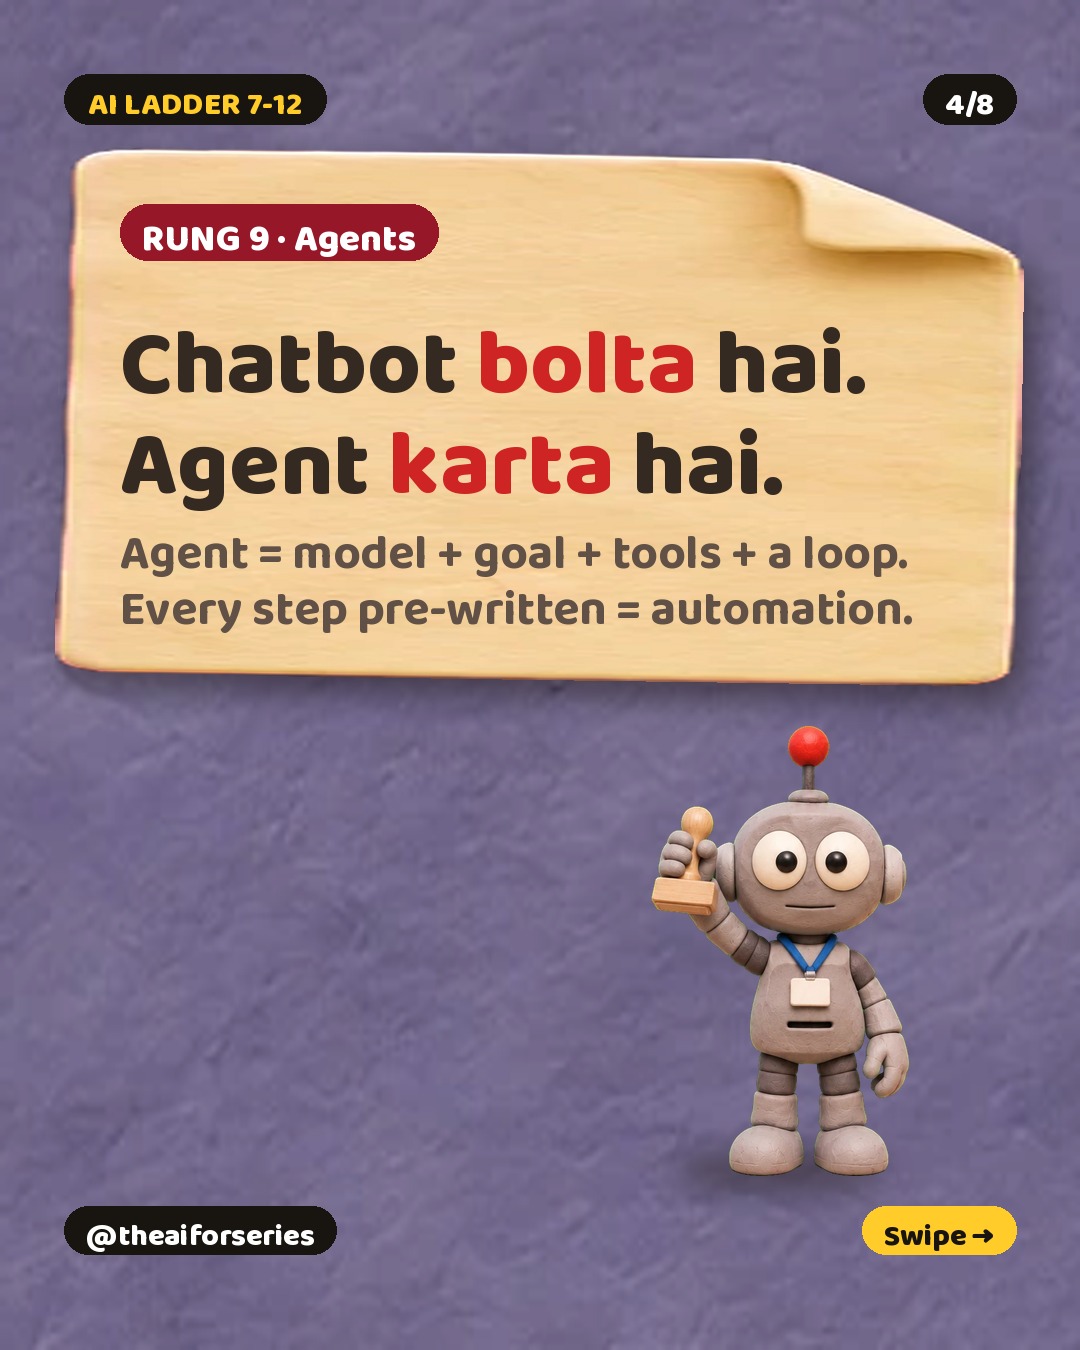 AI LADDER 7-12
4/8
RUNG 9 · Agents
Chatbot bolta hai.
Agent karta hai.
Agent = model + goal + tools + a loop.
Every step pre-written = automation.
@theaiforseries
Swipe →